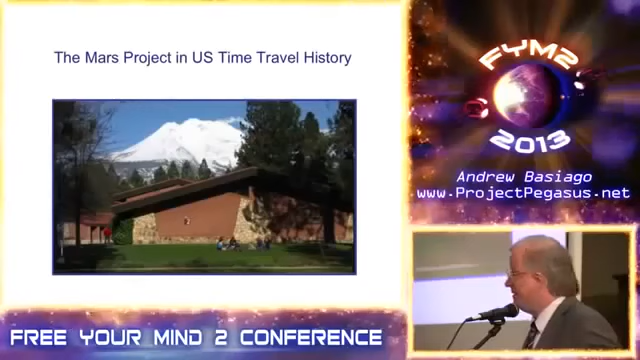 The Mars Project in US Time Travel History
FYM2
2013
Andrew Basiago
www.ProjectPegasus.net
FREE YOUR MIND 2 CONFERENCE